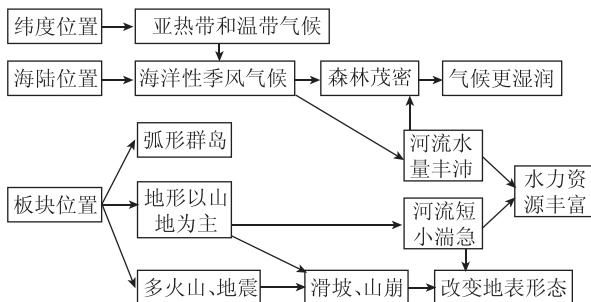 纬度位置
亚热带和温带气候
海陆位置
海洋性季风气候
森林茂密
气候更湿润
弧形群岛
河流水
量丰沛
板块位置
地形以山
地为主
河流短
小湍急
水力资
源丰富
多火山、地震
滑坡、山崩
改变地表形态